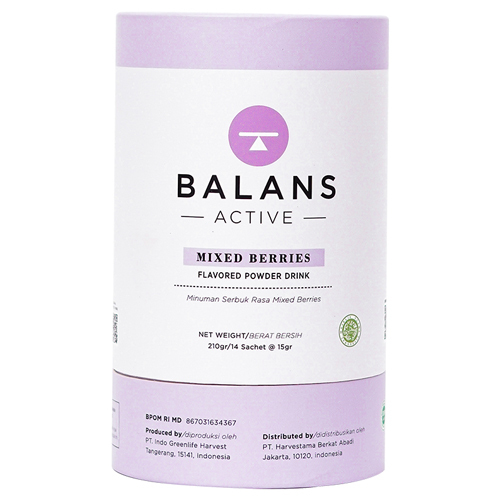 BALANS
ACTIVE
MIXED BERRIES
FLAVORED POWDER DRINK
Minuman Serbuk Rasa Mixed Berries
NET WEIGHT/BERAT BERSIH
210gr/14 Sachet @ 15gr
BPOM RI MD 867031634367
Produced by/diproduksi oleh
PT. Indo Greenlife Harvest
Tangerang, 15141, Indonesia
Distributed by/didistribusikan oleh
PT. Harvestama Berkat Abadi
Jakarta, 10120, indonesia